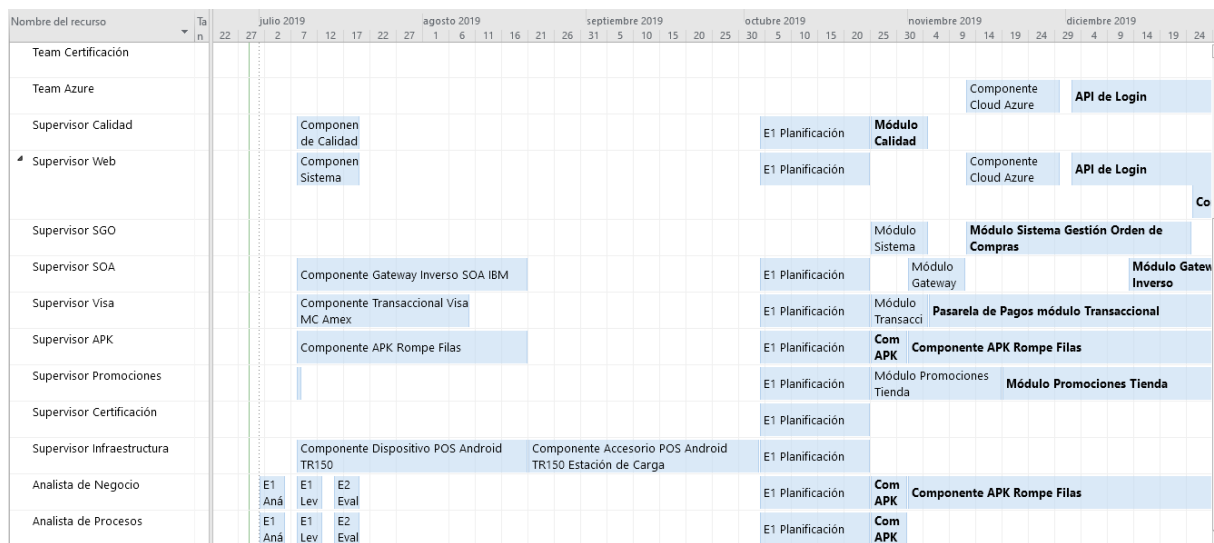 Nombre del recurso
Ta
n
julio 2019 agosto 2019 septiembre 2019 octubre 2019 noviembre 2019 diciembre 2019
22 27 2 7 12 17 22 27 1 6 11 16 21 26 31 5 10 15 20 25 30 5 10 15 20 25 30 4 9 14 19 24 29 4 9 14 19 24
Team Certificación
Team Azure
Componente
Cloud Azure
API de Login
Supervisor Calidad
Componen
de Calidad
E1 Planificación
Módulo
Calidad
Supervisor Web
Componen
Sistema
E1 Planificación
Componente
Cloud Azure
API de Login
Co
Supervisor SGO
Módulo
Sistema
Módulo Sistema Gestión Orden de
Compras
Supervisor SOA
Componente Gateway Inverso SOA IBM
E1 Planificación
Módulo
Gateway
Módulo Gatew
Inverso
Supervisor Visa
Componente Transaccional Visa
MC Amex
E1 Planificación
Módulo
Transacci
Pasarela de Pagos módulo Transaccional
Supervisor APK
Componente APK Rompe Filas
E1 Planificación
Com
APK
Componente APK Rompe Filas
Supervisor Promociones
E1 Planificación
Módulo Promociones
Tienda
Módulo Promociones Tienda
Supervisor Certificación
E1 Planificación
Supervisor Infraestructura
Componente Dispositivo POS Android
TR150
Componente Accesorio POS Android
TR150 Estación de Carga
E1 Planificación
Analista de Negocio
E1
Aná
E1
Lev
E2
Eval
E1 Planificación
Com
APK
Componente APK Rompe Filas
Analista de Procesos
E1
Aná
E1
Lev
E2
Eval
E1 Planificación
Com
APK